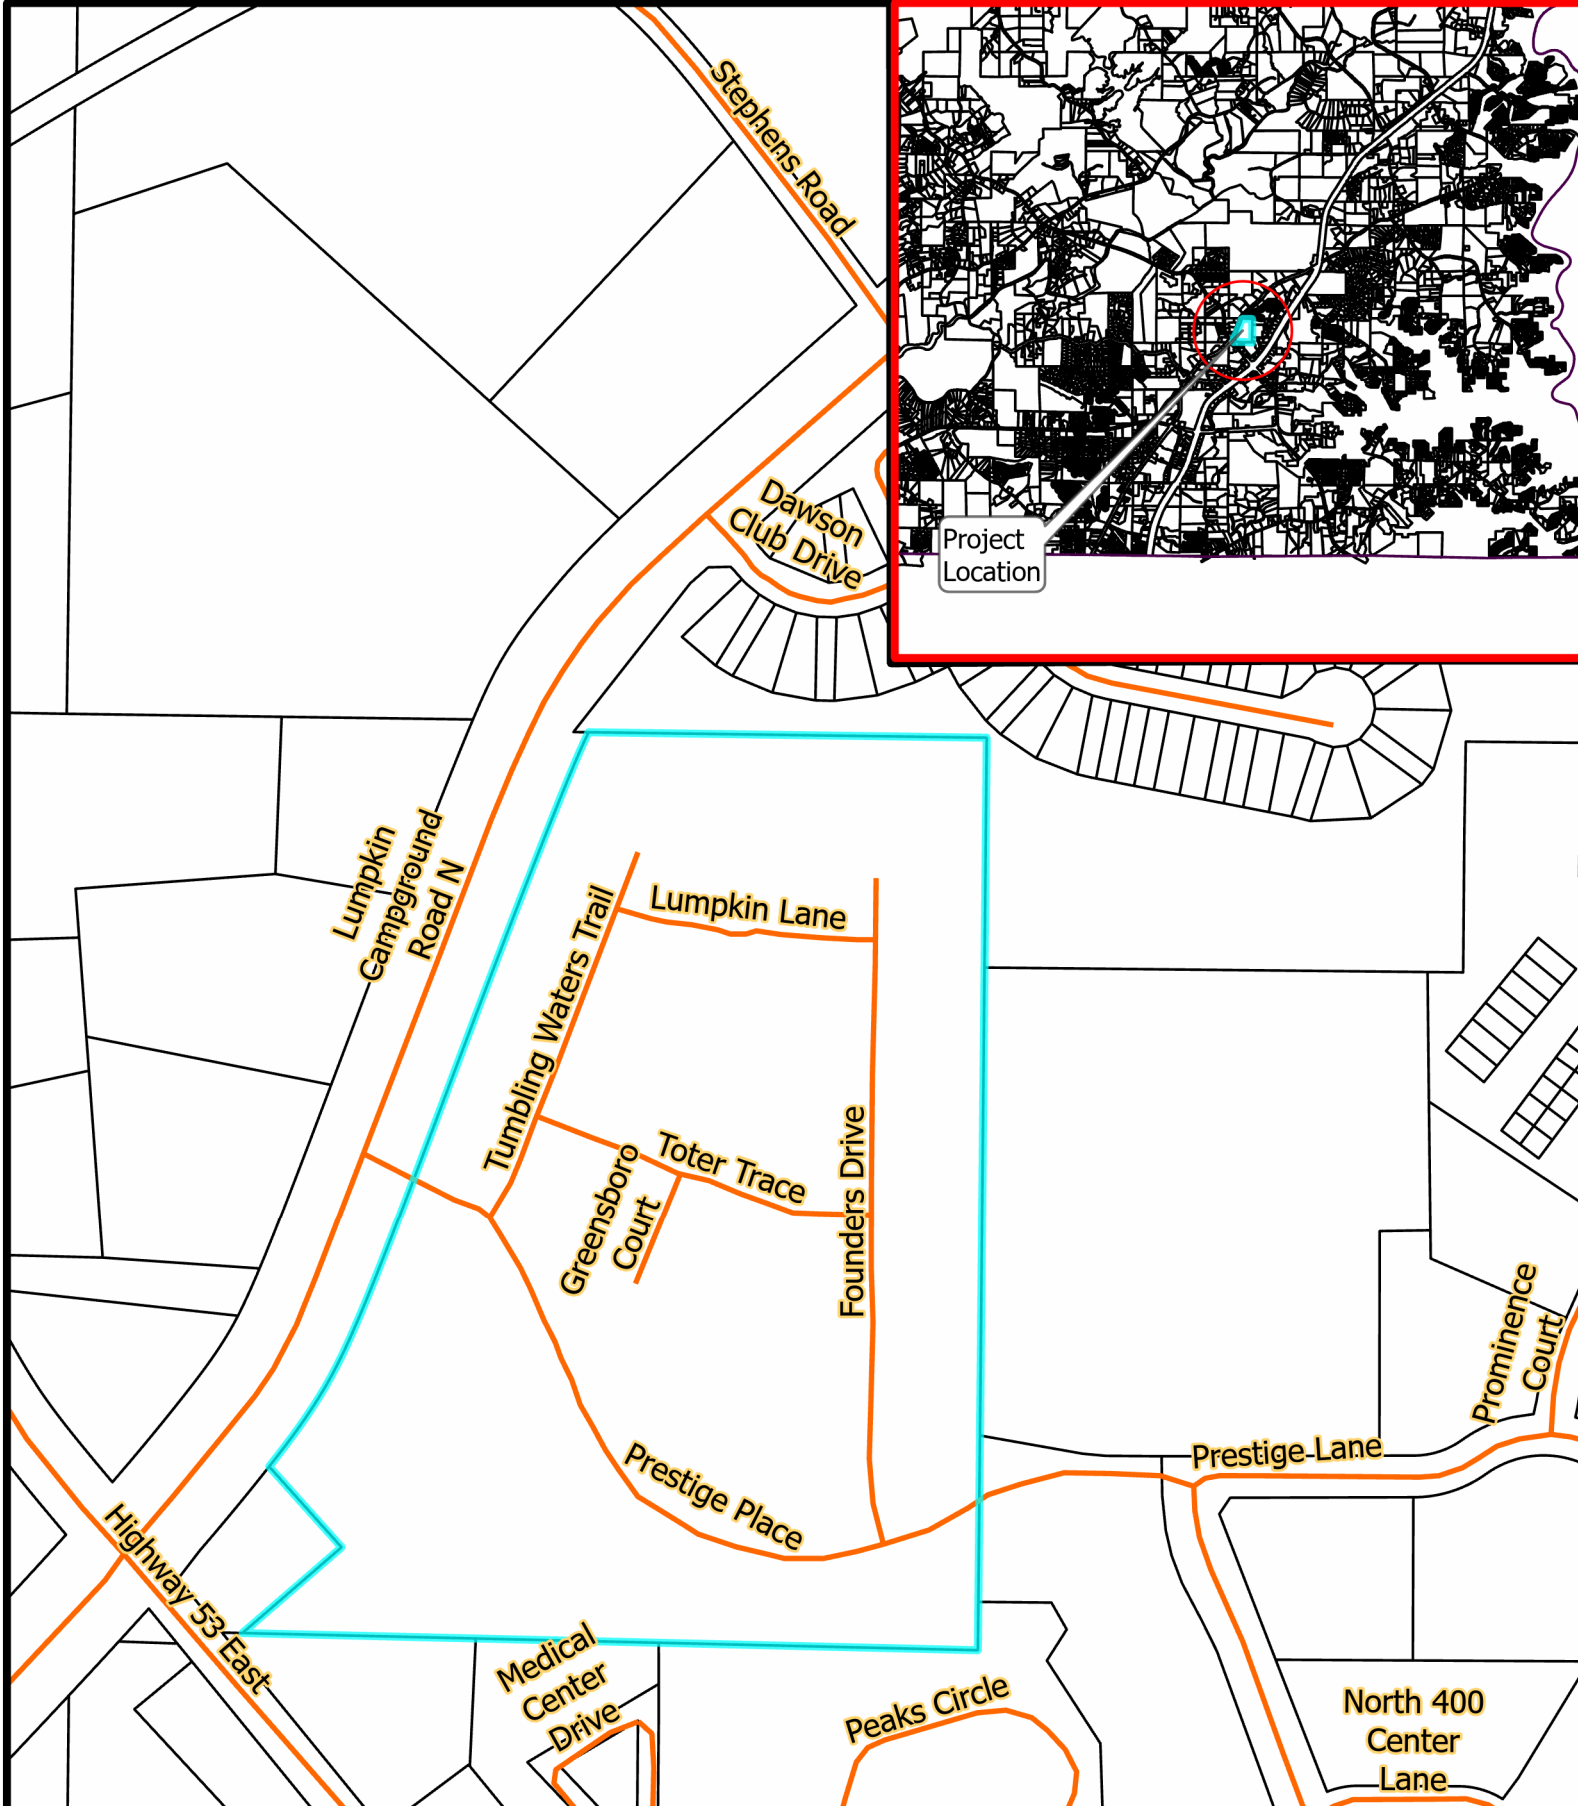 Stephens Road
Dawson
Club Drive
Project
Location
Lumpkin
Campground
Road N
Lumpkin Lane
Tumbling Waters Trail
Toter Trace
Greensboro
Court
Founders Drive
Prominence
Court
Prestige Lane
Prestige Place
Highway 53 East
Medical
Center
Drive
Peaks Circle
North 400
Center
Lane